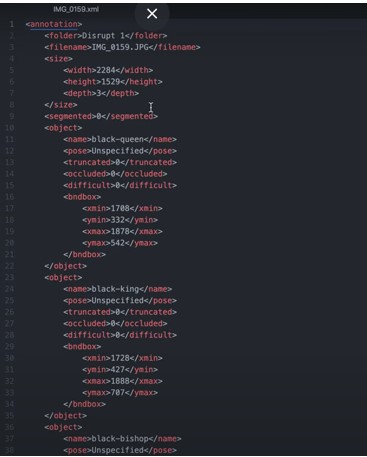 IMG_0159.xml
1 <annotation>
2 <folder>Disrupt 1</folder>
3 <filename>IMG_0159.JPG</filename>
4 <size>
5 <width>2284</width>
6 <height>1529</height>
7 <depth>3</depth>
8 </size>
9 <segmented>0</segmented>
10 <object>
11 <name>black-queen</name>
12 <pose>Unspecified</pose>
13 <truncated>0</truncated>
14 <occluded>0</occluded>
15 <difficult>0</difficult>
16 <bndbox>
17 <xmin>1708</xmin>
18 <ymin>332</ymin>
19 <xmax>1878</xmax>
20 <ymax>542</ymax>
21 </bndbox>
22 </object>
23 <object>
24 <name>black-king</name>
25 <pose>Unspecified</pose>
26 <truncated>0</truncated>
27 <occluded>0</occluded>
28 <difficult>0</difficult>
29 <bndbox>
30 <xmin>1728</xmin>
31 <ymin>427</ymin>
32 <xmax>1888</xmax>
33 <ymax>707</ymax>
34 </bndbox>
35 </object>
36 <object>
37 <name>black-bishop</name>
38 <pose>Unspecified</pose>